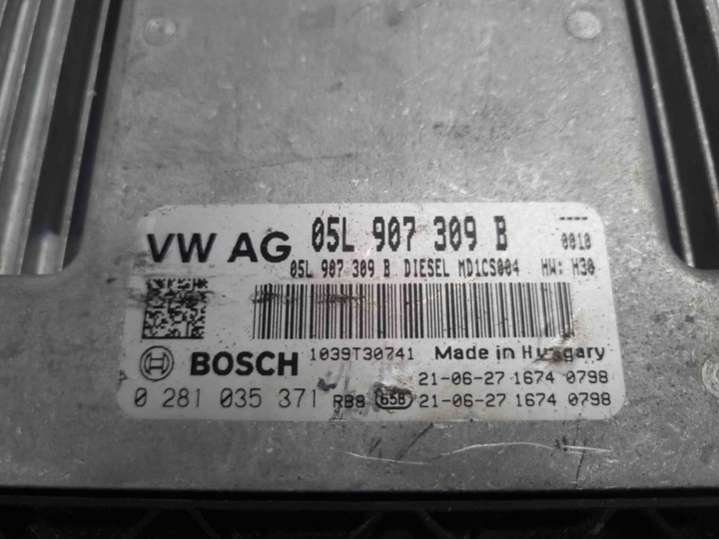 VW AG 05L 907 309 B ----
0010
05L 907 309 B DIESEL MD1CS004 HW: H30
BOSCH 1039T30741 Made in Hungary
21-06-27 1674 0798
0 281 035 371 RB8 658 21-06-27 1674 0798